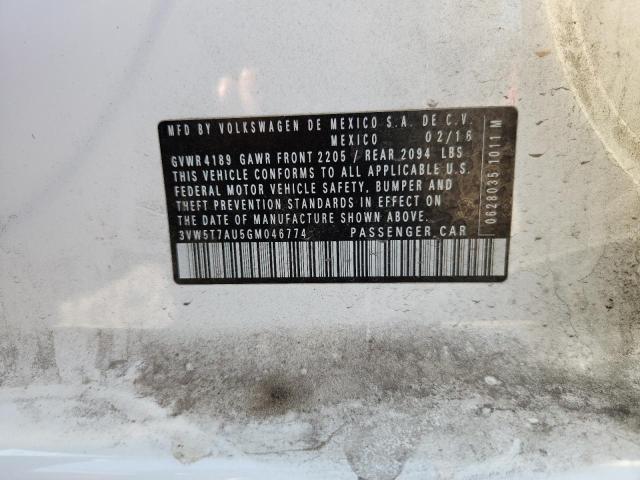 MFD BY VOLKSWAGEN DE MEXICO S.A. DE C.V.
MEXICO 02/16
GVWR 4189 GAWR FRONT 2205 / REAR 2094 LBS
THIS VEHICLE CONFORMS TO ALL APPLICABLE U.S.
FEDERAL MOTOR VEHICLE SAFETY, BUMPER AND
THEFT PREVENTION STANDARDS IN EFFECT ON
THE DATE OF MANUFACTURE SHOWN ABOVE.
3VW5T7AU5GM046774 PASSENGER CAR
0628035 1011 M